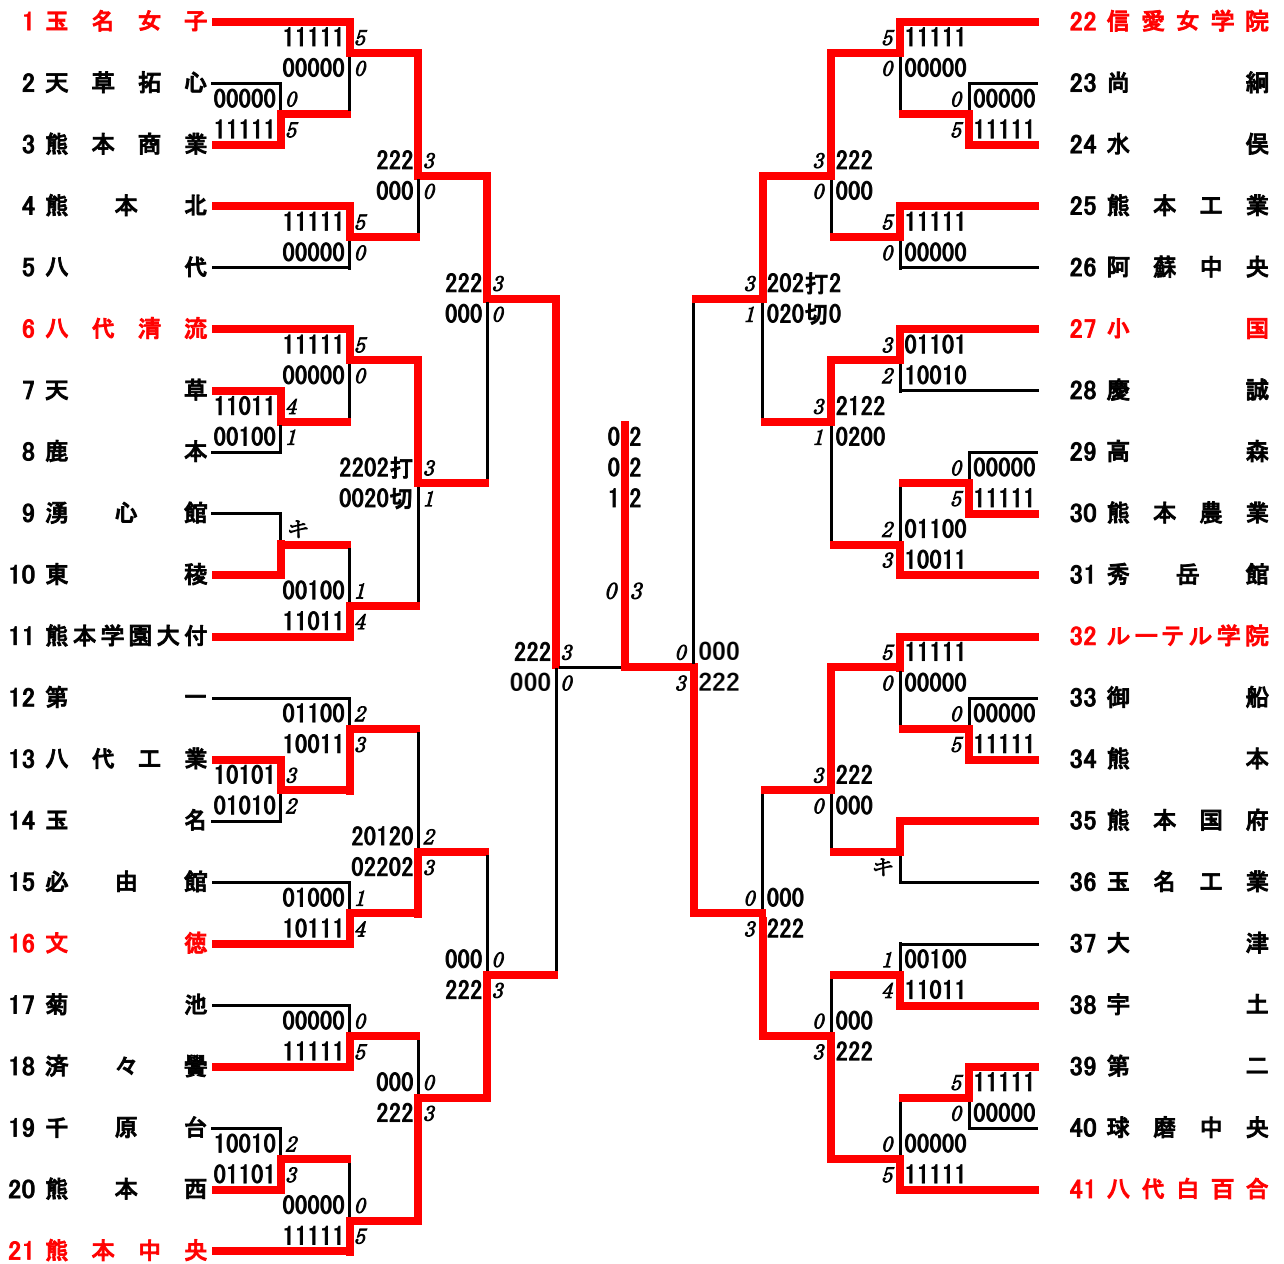 1 玉名女子
11111 5
00000 0
2 天草拓心
00000 0
11111 5
3 熊本商業
222 3
000 0
4 熊本北
11111 5
00000 0
5 八代
222 3
000 0
6 八代清流
11111 5
00000 0
7 天草
11011 4
00100 1
8 鹿本
2202打 3
0020切 1
9 湧心館
キ
10 東稜
00100 1
11011 4
11 熊本学園大付
222 3
000 0
12 第一
01100 2
10011 3
13 八代工業
10101 3
01010 2
14 玉名
20120 2
02202 3
15 必由館
01000 1
10111 4
16 文徳
000 0
222 3
17 菊池
00000 0
11111 5
18 済々黌
000 0
222 3
19 千原台
10010 2
01101 3
20 熊本西
00000 0
11111 5
21 熊本中央
0 2
0 2
1 2
0 3
22 信愛女学院
5 11111
0 00000
23 尚絅
0 00000
5 11111
24 水俣
3 222
0 000
25 熊本工業
5 11111
0 00000
26 阿蘇中央
3 202打2
1 020切0
27 小国
3 01101
2 10010
28 慶誠
3 2122
1 0200
29 高森
0 00000
5 11111
30 熊本農業
2 01100
3 10011
31 秀岳館
0 000
3 222
32 ルーテル学院
5 11111
0 00000
33 御船
0 00000
5 11111
34 熊本
3 222
0 000
35 熊本国府
キ
36 玉名工業
0 000
3 222
37 大津
1 00100
4 11011
38 宇土
0 000
3 222
39 第二
5 11111
0 00000
40 球磨中央
0 00000
5 11111
41 八代白百合